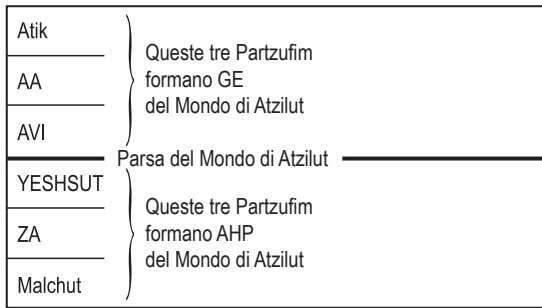 Atik
AA
AVI
Queste tre Partzufim
formano GE
del Mondo di Atzilut
Parsa del Mondo di Atzilut
YESHSUT
ZA
Malchut
Queste tre Partzufim
formano AHP
del Mondo di Atzilut